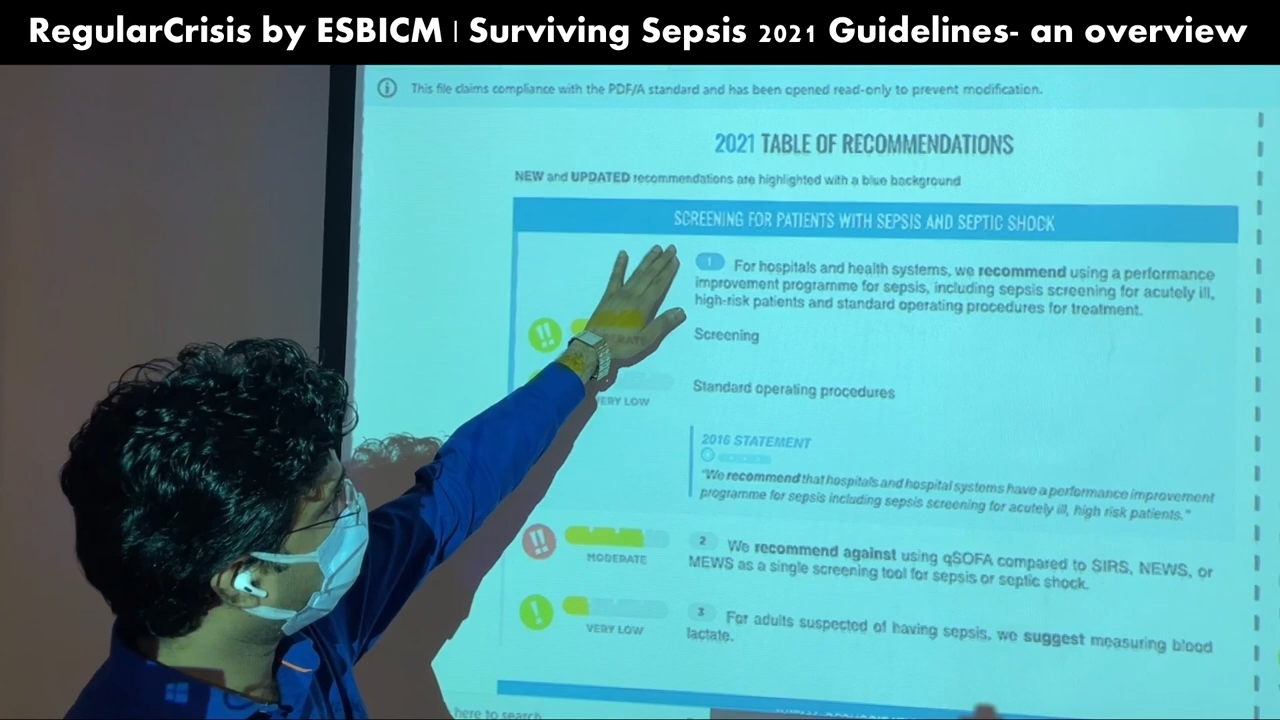 RegularCrisis by ESBICM | Surviving Sepsis 2021 Guidelines- an overview
This file claims compliance with the PDF/A standard and has been opened read-only to prevent modification.
2021 TABLE OF RECOMMENDATIONS
NEW and UPDATED recommendations are highlighted with a blue background
SCREENING FOR PATIENTS WITH SEPSIS AND SEPTIC SHOCK
1 For hospitals and health systems, we recommend using a performance
improvement programme for sepsis, including sepsis screening for acutely ill,
high-risk patients and standard operating procedures for treatment.
Screening
Standard operating procedures
VERY LOW
2016 STATEMENT
"We recommend that hospitals and hospital systems have a performance improvement
programme for sepsis including sepsis screening for acutely ill, high risk patients."
MODERATE
2 We recommend against using qSOFA compared to SIRS, NEWS, or
MEWS as a single screening tool for sepsis or septic shock.
VERY LOW
3 For adults suspected of having sepsis, we suggest measuring blood
lactate.
here to search